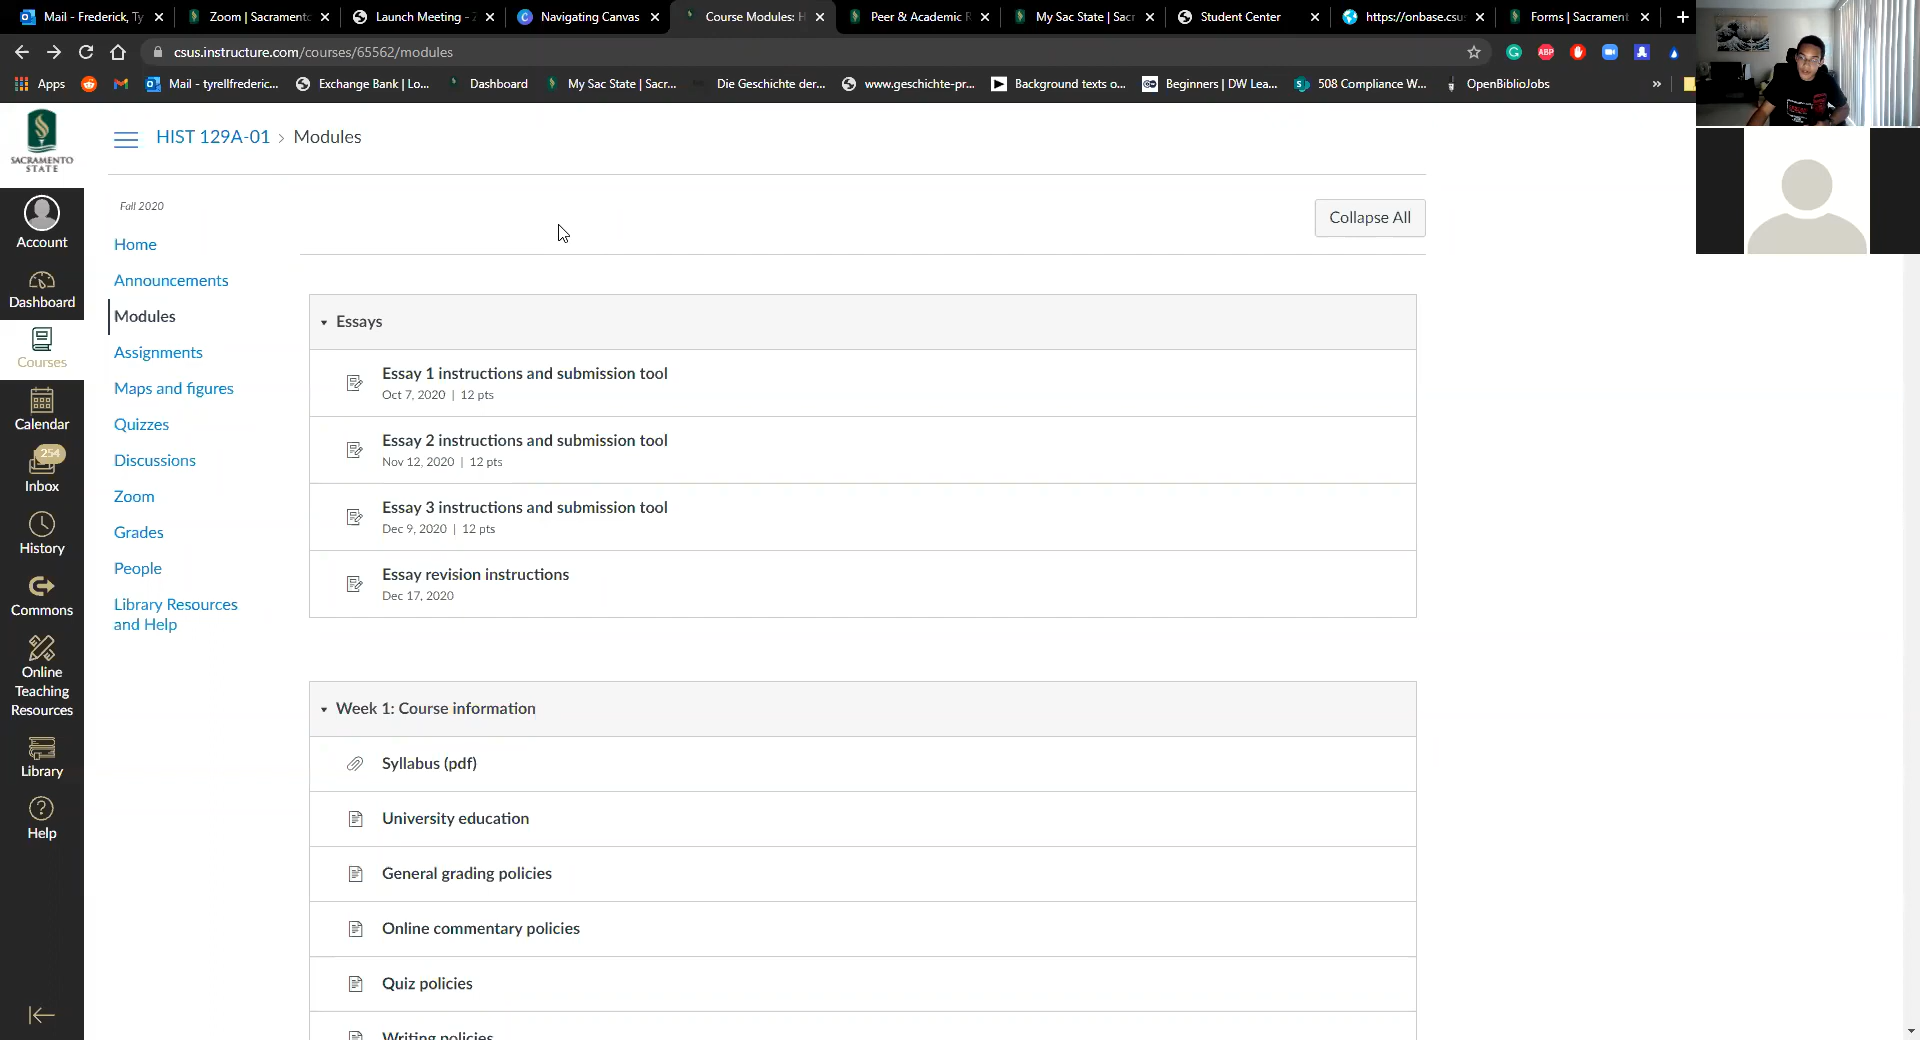 Mail - Frederick, Ty
Zoom | Sacramento
Launch Meeting -
Navigating Canvas
Course Modules: H
Peer & Academic R
My Sac State | Sacr
Student Center
https://onbase.csus
Forms | Sacrament
csus.instructure.com/courses/65562/modules
ABP
Apps
Mail - tyrellfrederic...
Exchange Bank | Lo...
Dashboard
My Sac State | Sacr...
Die Geschichte der...
www.geschichte-pr...
Background texts o...
Beginners | DW Lea...
508 Compliance W...
OpenBiblioJobs
»
SACRAMENTO
STATE
Account
Dashboard
Courses
Calendar
254
Inbox
History
Commons
Online
Teaching
Resources
Library
Help
HIST 129A-01 › Modules
Fall 2020
Home
Announcements
Modules
Assignments
Maps and figures
Quizzes
Discussions
Zoom
Grades
People
Library Resources
and Help
Collapse All
Essays
Essay 1 instructions and submission tool
Oct 7, 2020 | 12 pts
Essay 2 instructions and submission tool
Nov 12, 2020 | 12 pts
Essay 3 instructions and submission tool
Dec 9, 2020 | 12 pts
Essay revision instructions
Dec 17, 2020
Week 1: Course information
Syllabus (pdf)
University education
General grading policies
Online commentary policies
Quiz policies
Writing policies